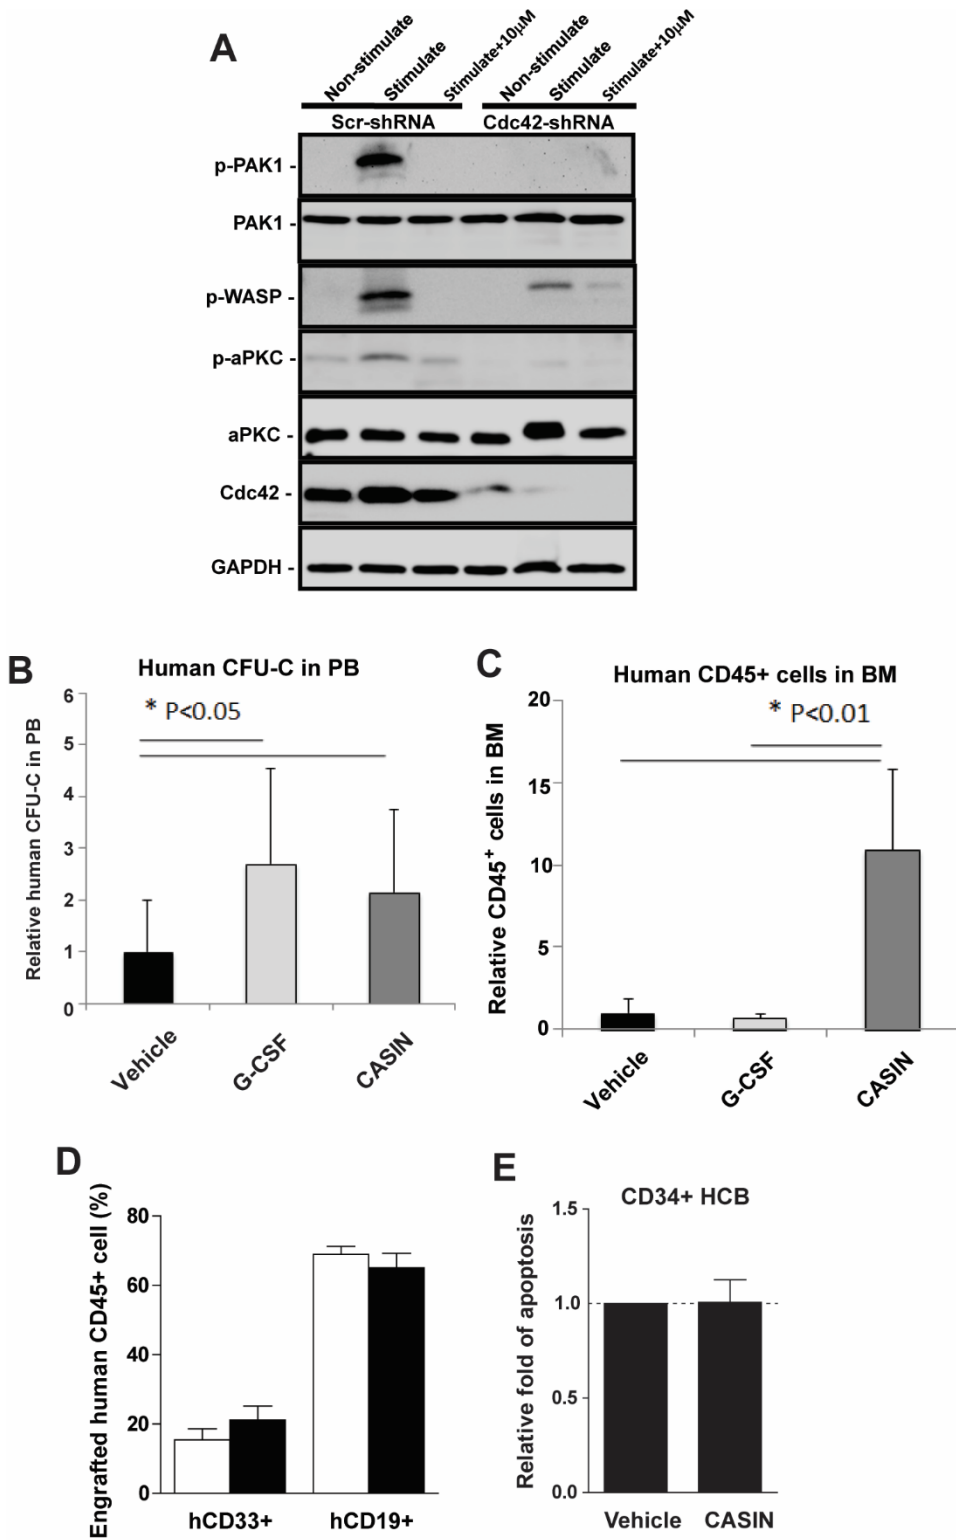 A
Non-stimulate
Stimulate
Stimulate+10µM
Non-stimulate
Stimulate
Stimulate+10µM
Scr-shRNA
Cdc42-shRNA
p-PAK1 -
PAK1
p-WASP -
p-aPKC -
aPKC -
Cdc42 -
GAPDH -
B
Human CFU-C in PB
Relative human CFU-C in PB
6
5
4
3
2
1
0
* P<0.05
Vehicle
G-CSF
CASIN
C
Human CD45+ cells in BM
Relative CD45+ cells in BM
20
15
10
5
0
* P<0.01
Vehicle
G-CSF
CASIN
D
Engrafted human CD45+ cell (%)
80
60
40
20
0
hCD33+
hCD19+
E
CD34+ HCB
Relative fold of apoptosis
1.5
1.0
0.5
0.0
Vehicle
CASIN